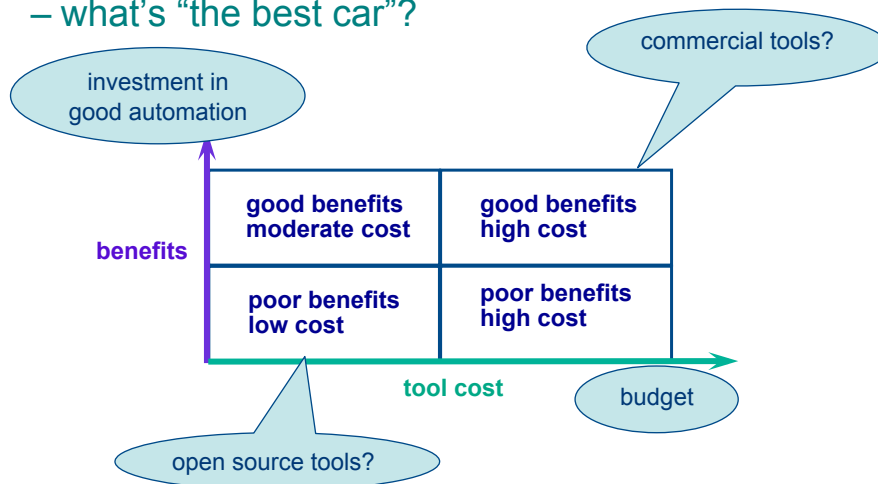 – what's “the best car”?
commercial tools?
investment in
good automation
good benefits
moderate cost
good benefits
high cost
benefits
poor benefits
low cost
poor benefits
high cost
tool cost
budget
open source tools?